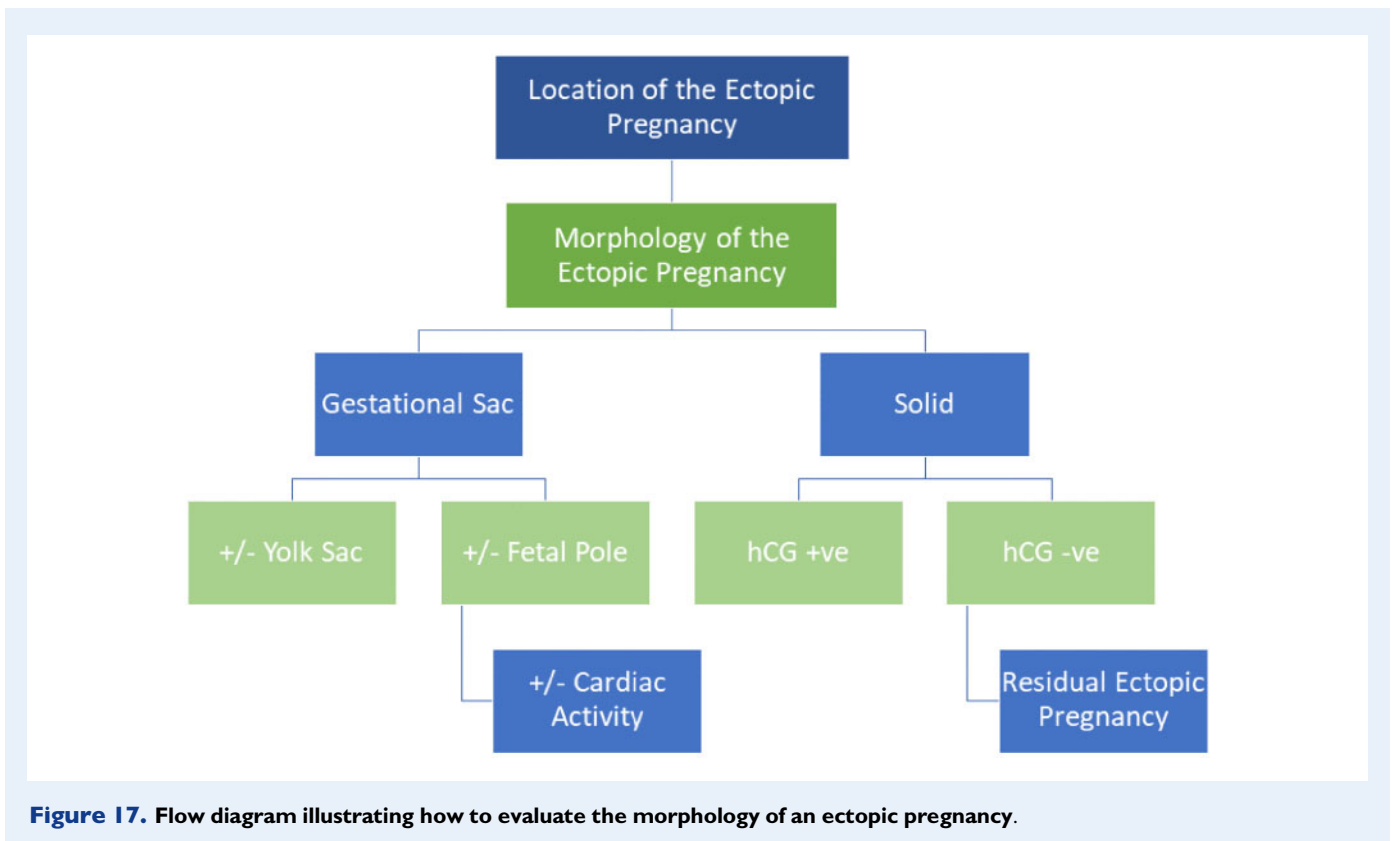 Location of the Ectopic
Pregnancy
Morphology of the
Ectopic Pregnancy
Gestational Sac
Solid
+/- Yolk Sac
+/- Fetal Pole
hCG +ve
hCG -ve
+/- Cardiac
Activity
Residual Ectopic
Pregnancy
Figure 17. Flow diagram illustrating how to evaluate the morphology of an ectopic pregnancy.